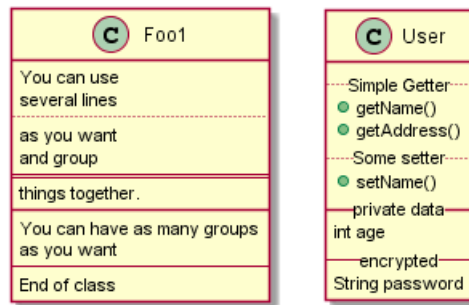 C Foo1
You can use
several lines
as you want
and group
things together.
You can have as many groups
as you want
End of class
C User
Simple Getter
getName()
getAddress()
Some setter
setName()
private data
int age
encrypted
String password